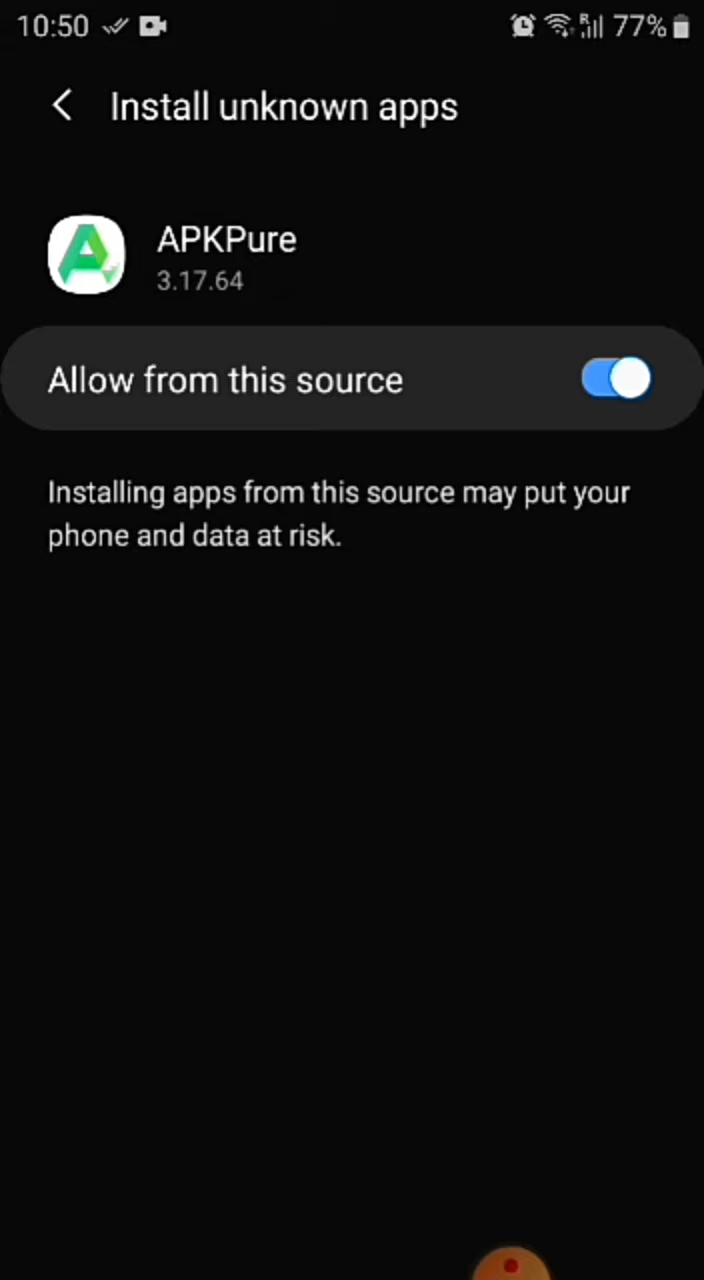 10:50 77%
Install unknown apps
APKPure
3.17.64
Allow from this source
Installing apps from this source may put your
phone and data at risk.